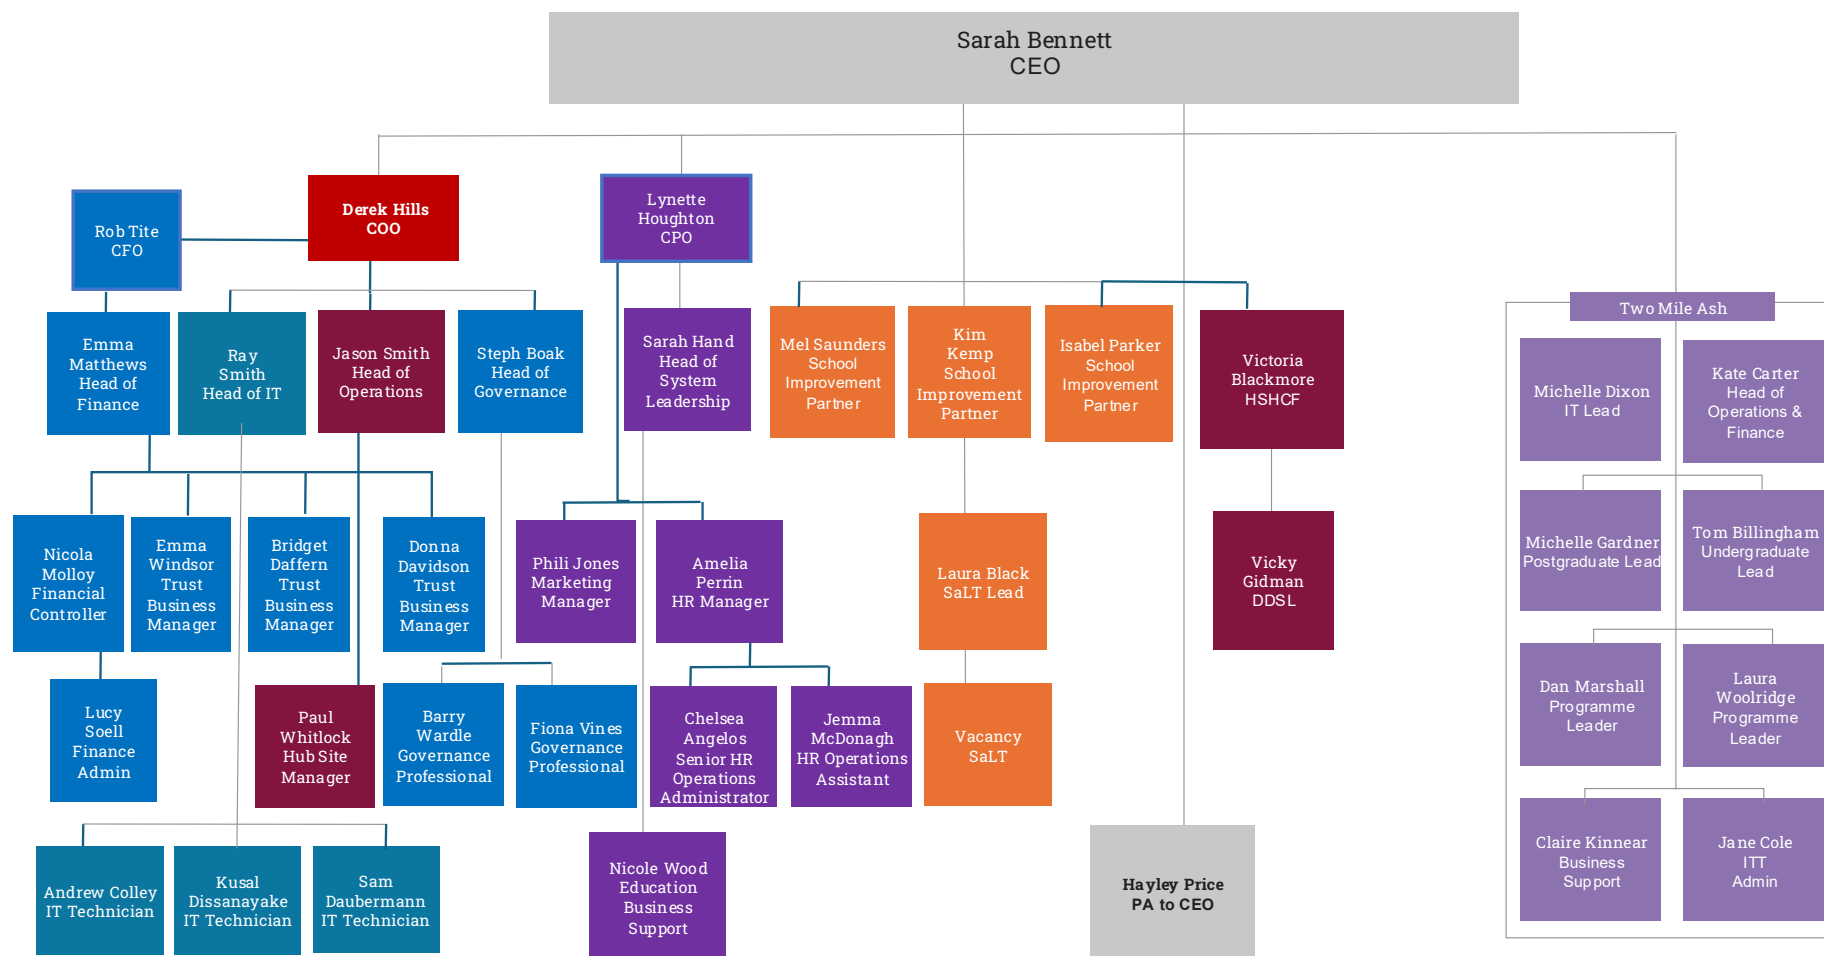 Sarah Bennett
CEO
Derek Hills
COO
Rob Tite
CFO
Lynette
Houghton
CPO
Two Mile Ash
Emma
Matthews
Head of
Finance
Ray
Smith
Head of IT
Jason Smith
Head of
Operations
Steph Boak
Head of
Governance
Sarah Hand
Head of
System
Leadership
Mel Saunders
School
Improvement
Partner
Kim
Kemp
School
Improvement
Partner
Isabel Parker
School
Improvement
Partner
Victoria
Blackmore
HSHCF
Michelle Dixon
IT Lead
Kate Carter
Head of
Operations &
Finance
Nicola
Molloy
Financial
Controller
Emma
Windsor
Trust
Business
Manager
Bridget
Daffern
Trust
Business
Manager
Donna
Davidson
Trust
Business
Manager
Phili Jones
Marketing
Manager
Amelia
Perrin
HR Manager
Laura Black
SaLT Lead
Vicky
Gidman
DDSL
Michelle Gardner
Postgraduate Lead
Tom Billingham
Undergraduate
Lead
Lucy
Soell
Finance
Admin
Paul
Whitlock
Hub Site
Manager
Barry
Wardle
Governance
Professional
Fiona Vines
Governance
Professional
Chelsea
Angelos
Senior HR
Operations
Administrator
Jemma
McDonagh
HR Operations
Assistant
Vacancy
SaLT
Dan Marshall
Programme
Leader
Laura
Woolridge
Programme
Leader
Andrew Colley
IT Technician
Kusal
Dissanayake
IT Technician
Sam
Daubermann
IT Technician
Nicole Wood
Education
Business
Support
Hayley Price
PA to CEO
Claire Kinnear
Business
Support
Jane Cole
ITT
Admin